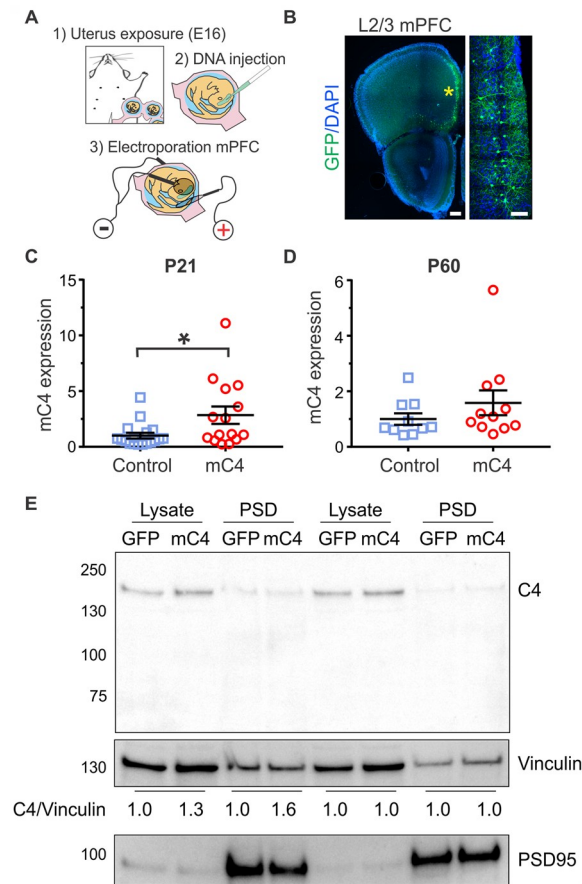 A
1) Uterus exposure (E16)
2) DNA injection
3) Electroporation mPFC
-
+
B
L2/3 mPFC
GFP/DAPI
*
C
P21
mC4 expression
15
10
5
0
*
Control
mC4
D
P60
mC4 expression
6
4
2
0
Control
mC4
E
Lysate PSD Lysate PSD
GFP mC4 GFP mC4 GFP mC4 GFP mC4
250
C4
130
100
75
130
Vinculin
C4/Vinculin 1.0 1.3 1.0 1.6 1.0 1.0 1.0 1.0
100
PSD95